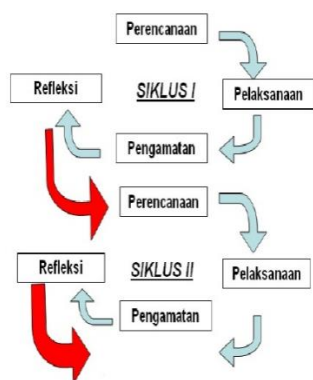 Perencanaan
Refleksi
SIKLUS I
Pelaksanaan
Pengamatan
Perencanaan
Refleksi
SIKLUS II
Pelaksanaan
Pengamatan